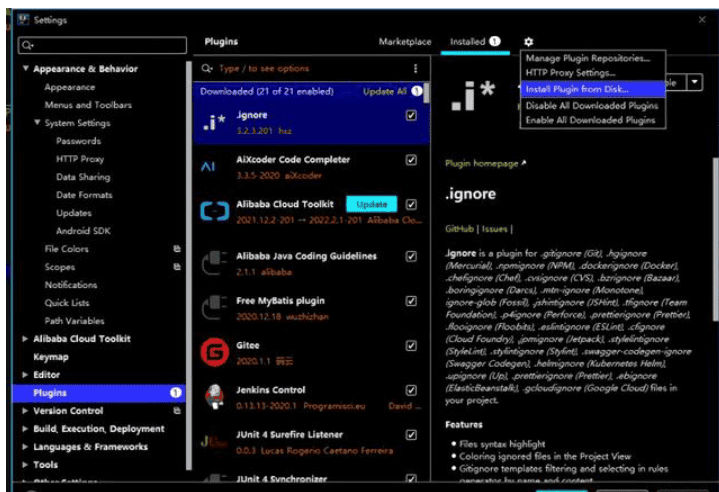 Settings
Plugins
Marketplace
Installed 1
Appearance & Behavior
Appearance
Menus and Toolbars
System Settings
Passwords
HTTP Proxy
Data Sharing
Date Formats
Updates
Android SDK
File Colors
Scopes
Notifications
Quick Lists
Path Variables
Alibaba Cloud Toolkit
Keymap
Editor
Plugins 1
Version Control
Build, Execution, Deployment
Languages & Frameworks
Tools
Other Settings
Type / to see options
Downloaded (21 of 21 enabled) Update All 1
.i* .ignore
3.2.3.201 hsz
AiXcoder Code Completer
3.3.5-2020 aiXcoder
Alibaba Cloud Toolkit Update
2021.12.2-201 → 2022.2.1-201 Alibaba Clo...
Alibaba Java Coding Guidelines
2.1.1 alibaba
Free MyBatis plugin
2020.12.18 wuzhizhan
Gitee
2020.1.1 码云
Jenkins Control
0.13.13-2020.1 Programisci.eu David ...
JUnit 4 Surefire Listener
0.0.3 Lucas Rogerio Caetano Ferreira
JUnit 4 Synchronizer
Manage Plugin Repositories...
HTTP Proxy Settings...
Install Plugin from Disk...
Disable All Downloaded Plugins
Enable All Downloaded Plugins
.i*
Plugin homepage
.ignore
GitHub | Issues |
.ignore is a plugin for .gitignore (Git), .hgignore
(Mercurial), .npmignore (NPM), .dockerignore (Docker),
.chefignore (Chef), .cvsignore (CVS), .bzrignore (Bazaar),
.boringignore (Darcs), .mtn-ignore (Monotone),
ignore-glob (Fossil), .jshintignore (JSHint), .tfignore (Team
Foundation), .p4ignore (Perforce), .prettierignore (Prettier),
.flooignore (Floobits), .eslintignore (ESLint), .cfignore
(Cloud Foundry), .jpmignore (Jetpack), .stylelintignore
(StyleLint), .stylintignore (Stylint), .swagger-codegen-ignore
(Swagger Codegen), .helmignore (Kubernetes Helm),
.upignore (Up), .prettierignore (Prettier), .ebignore
(ElasticBeanstalk), .gcloudignore (Google Cloud) files in
your project.
Features
Files syntax highlight
Coloring ignored files in the Project View
Gitignore templates filtering and selecting in rules
generator by name and content